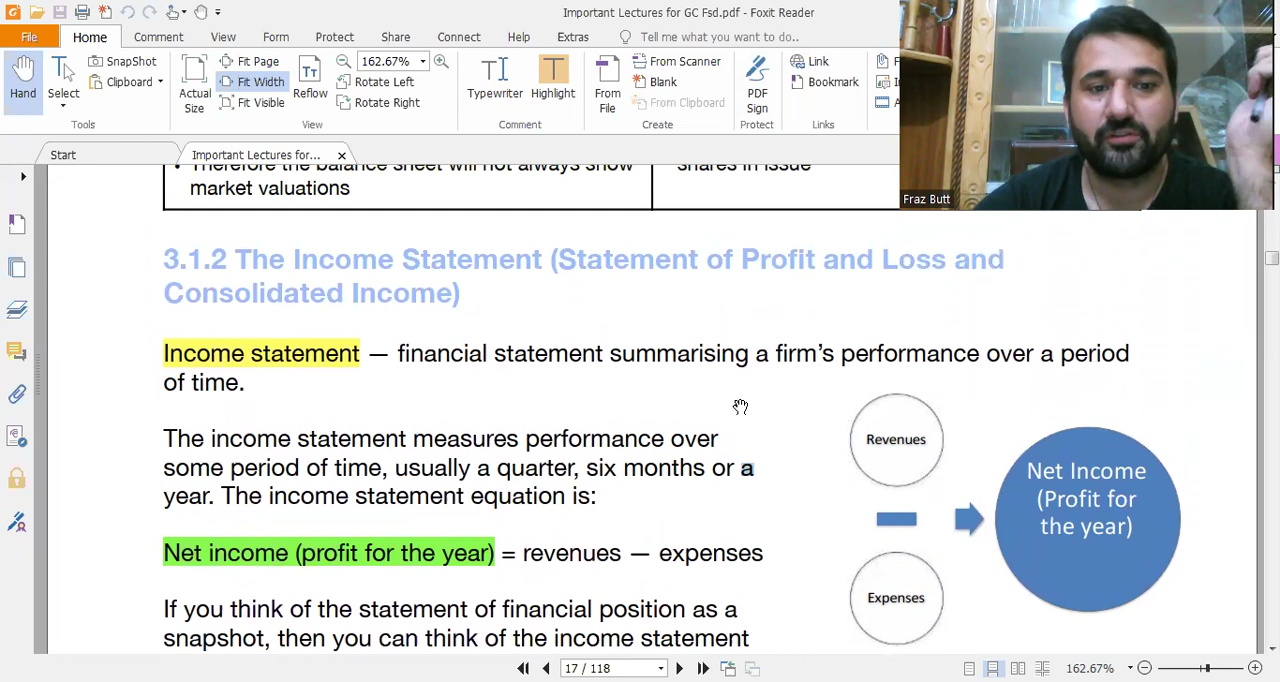 Important Lectures for GC Fsd.pdf - Foxit Reader
File
Home
Comment
View
Form
Protect
Share
Connect
Help
Extras
Tell me what you want to do..
Hand
Select
SnapShot
Clipboard
Actual
Size
Fit Page
Fit Width
Fit Visible
Reflow
162.67%
Rotate Left
Rotate Right
Typewriter
Highlight
From
File
From Scanner
Blank
From Clipboard
PDF
Sign
Link
Bookmark
Tools
View
Comment
Create
Protect
Links
Start
Important Lectures for...
Fraz Butt
• Therefore the balance sheet will not always show
market valuations
shares in issue
3.1.2 The Income Statement (Statement of Profit and Loss and
Consolidated Income)
Income statement — financial statement summarising a firm's performance over a period
of time.
The income statement measures performance over
some period of time, usually a quarter, six months or a
year. The income statement equation is:
Net income (profit for the year) = revenues — expenses
If you think of the statement of financial position as a
snapshot, then you can think of the income statement
Revenues
Expenses
Net Income
(Profit for
the year)
17 / 118
162.67%